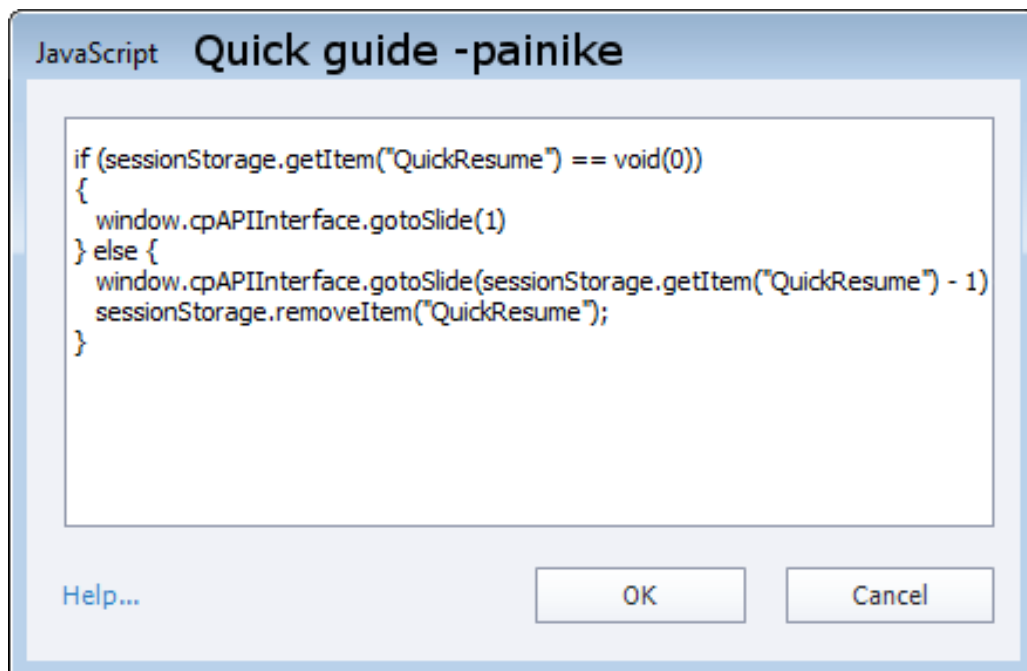 JavaScript Quick guide -painike
if (sessionStorage.getItem("QuickResume") == void(0))
{
window.cpAPIInterface.gotoSlide(1)
} else {
window.cpAPIInterface.gotoSlide(sessionStorage.getItem("QuickResume") - 1)
sessionStorage.removeItem("QuickResume");
}
Help... OK Cancel